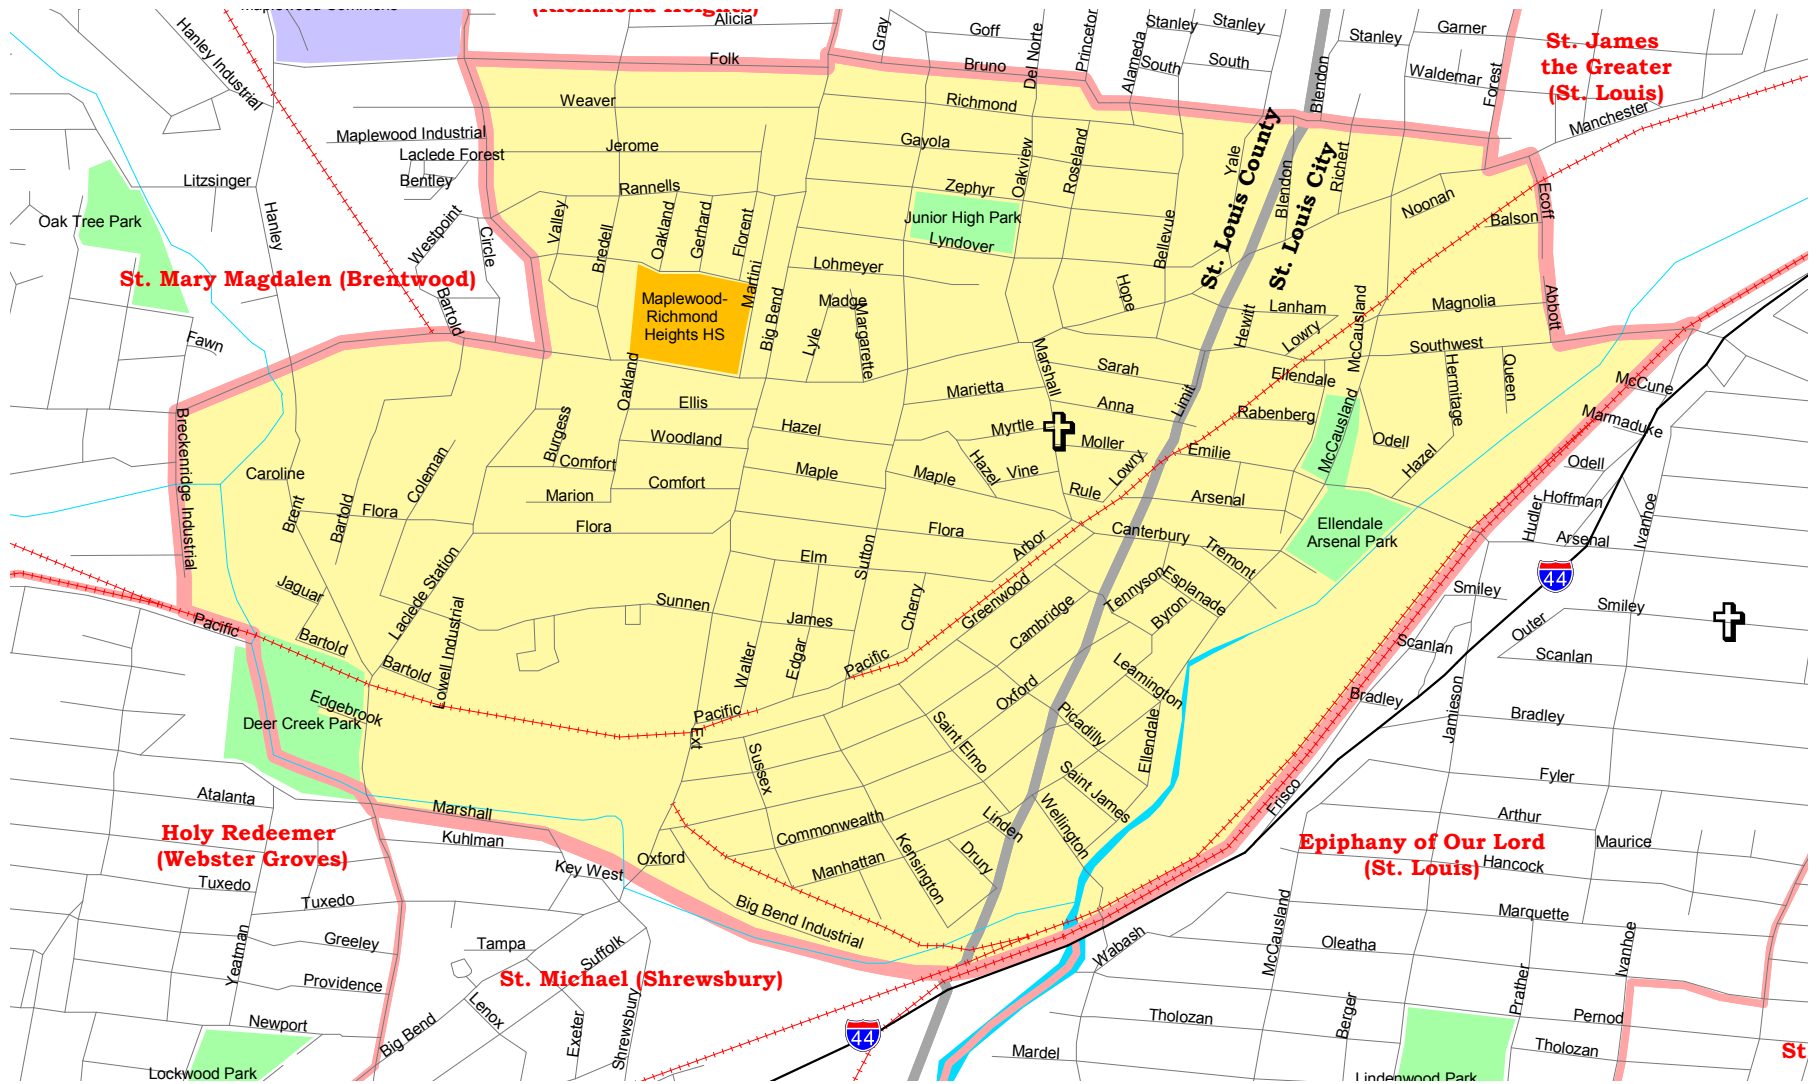 Maplewood Commons
(Richmond Heights)
Alicia
Gray
Goff
Del Norte
Princeton
Alameda
Stanley
Stanley
Stanley
Garner
St. James
the Greater
(St. Louis)
Hanley Industrial
Folk
Bruno
South
South
Blendon
Waldemar
Forest
Manchester
Weaver
Richmond
Maplewood Industrial
Jerome
Gayola
Oakview
Roseland
Yale
St. Louis County
St. Louis City
Blendon
Richert
Laclede Forest
Bentley
Litzsinger
Rannells
Zephyr
Noonan
Ecoff
Balson
Oak Tree Park
Hanley
Westpoint
Circle
Valley
Bredell
Oakland
Gerhard
Florent
Junior High Park
Lyndover
Bellevue
St. Mary Magdalen (Brentwood)
Bartold
Lohmeyer
Hope
Martini
Maplewood-
Richmond
Heights HS
Big Bend
Madge
Margarette
Lyle
Lanham
Lowry
Hewitt
McCausland
Magnolia
Abbott
Fawn
Southwest
Marshall
Sarah
Ellendale
Hermitage
Queen
McCune
Oakland
Ellis
Marietta
Anna
Limit
Rabenberg
McCausland
Marmaduke
Breckenridge Industrial
Burgess
Woodland
Hazel
Myrtle
Moller
Emilie
Odell
Hazel
Odell
Caroline
Coleman
Comfort
Comfort
Maple
Maple
Hazel
Vine
Lowry
Rule
Arsenal
Hoffman
Hudler
Ivanhoe
Brent
Bartold
Flora
Marion
Flora
Flora
Arbor
Canterbury
Tremont
Ellendale
Arsenal Park
Arsenal
Elm
Sutton
44
Jaguar
Laclede Station
Lowell Industrial
Sunnen
James
Cherry
Greenwood
Cambridge
Tennyson
Esplanade
Byron
Smiley
Smiley
Outer
Pacific
Bartold
Bartold
Walter
Edgar
Pacific
Leamington
Scanlan
Scanlan
Edgebrook
Deer Creek Park
Pacific
Ext
Oxford
Picadilly
Ellendale
Bradley
Jamieson
Bradley
Sussex
Saint Elmo
Saint James
Fyler
Atalanta
Marshall
Kuhlman
Commonwealth
Linden
Wellington
Frisco
Arthur
Maurice
Holy Redeemer
(Webster Groves)
Epiphany of Our Lord
(St. Louis)
Hancock
Key West
Oxford
Manhattan
Kensington
Drury
Tuxedo
Tuxedo
Big Bend Industrial
Marquette
McCausland
Yeatman
Greeley
Tampa
Suffolk
Wabash
Oleatha
Ivanhoe
Providence
St. Michael (Shrewsbury)
Prather
Newport
Big Bend
Lenox
Exeter
Shrewsbury
44
Tholozan
Berger
Pernod
Mardel
Tholozan
St.
Lockwood Park
Lindenwood Park